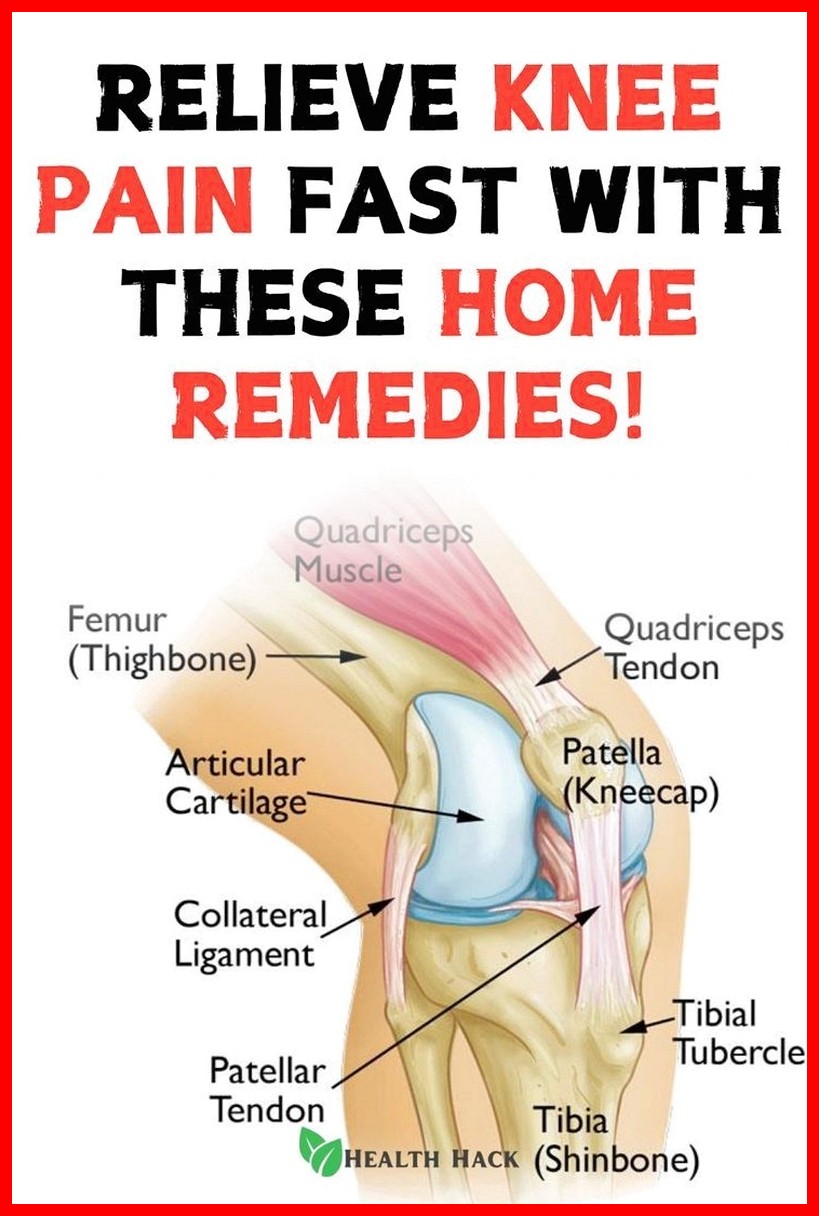 RELIEVE KNEE
PAIN FAST WITH
THESE HOME
REMEDIES!
Quadriceps
Muscle
Femur
(Thighbone)
Quadriceps
Tendon
Articular
Cartilage
Patella
(Kneecap)
Collateral
Ligament
Tibial
Tubercle
Patellar
Tendon
Tibia
(Shinbone)
HEALTH HACK